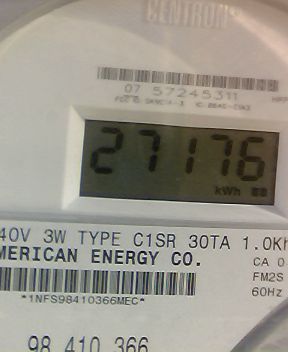 CENTRON®
07 57245311
27176
kWh
40V 3W TYPE C1SR 30TA 1.0Kh
MERICAN ENERGY CO.
CA 0
FM2S
60Hz
*1NFS98410366MEC*
98 410 366